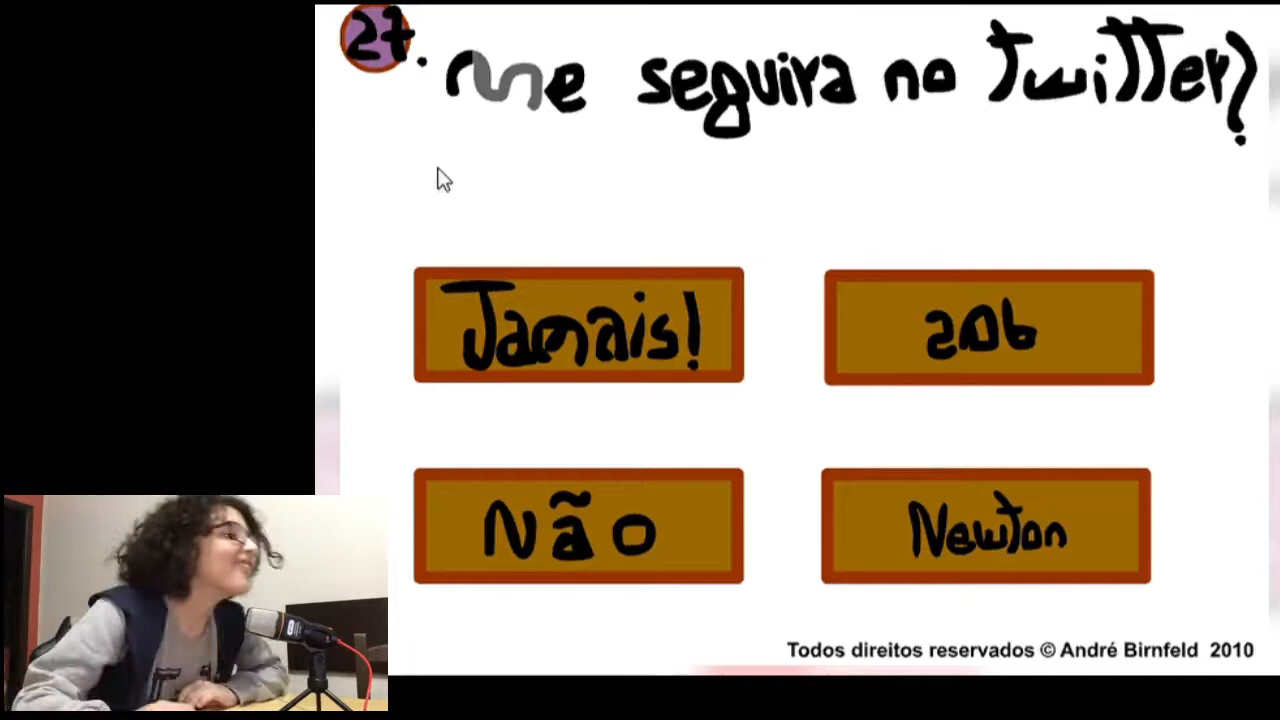 27.
Me seguira no Twitter?
Jamais!
206
Não
Newton
Todos direitos reservados © André Birnfeld 2010